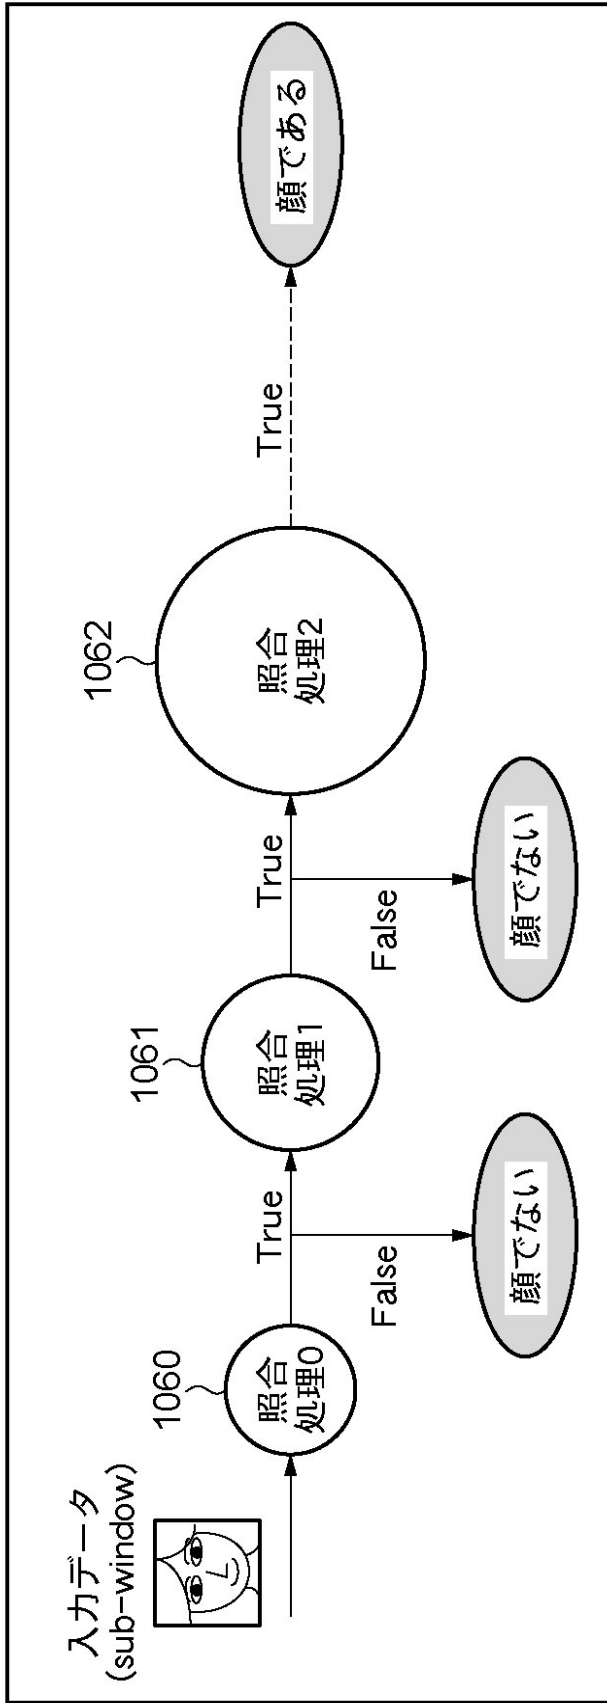 入力データ
(sub-window)
1060
照合
処理0
True
False
顔でない
1061
照合
処理1
True
False
顔でない
1062
照合
処理2
True
顔である